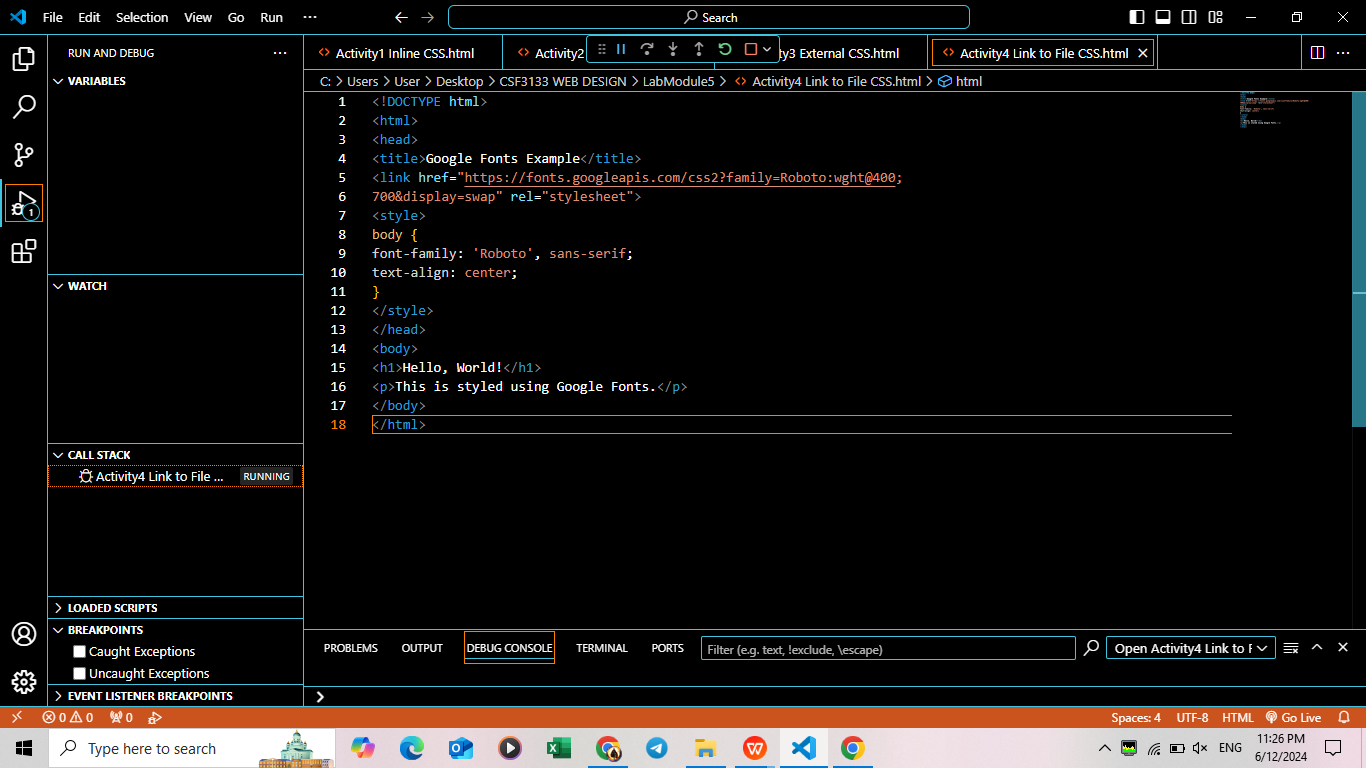 File Edit Selection View Go Run ··· Search
RUN AND DEBUG ···
Activity1 Inline CSS.html Activity2 y3 External CSS.html Activity4 Link to File CSS.html
VARIABLES
C: > Users > User > Desktop > CSF3133 WEB DESIGN > LabModule5 > Activity4 Link to File CSS.html > html
1 <!DOCTYPE html>
2 <html>
3 <head>
4 <title>Google Fonts Example</title>
5 <link href="https://fonts.googleapis.com/css2?family=Roboto:wght@400;
6 700&display=swap" rel="stylesheet">
7 <style>
8 body {
9 font-family: 'Roboto', sans-serif;
10 text-align: center;
11 }
12 </style>
13 </head>
14 <body>
15 <h1>Hello, World!</h1>
16 <p>This is styled using Google Fonts.</p>
17 </body>
18 </html>
WATCH
CALL STACK
Activity4 Link to File ... RUNNING
LOADED SCRIPTS
BREAKPOINTS
Caught Exceptions
Uncaught Exceptions
EVENT LISTENER BREAKPOINTS
1
PROBLEMS OUTPUT DEBUG CONSOLE TERMINAL PORTS Filter (e.g. text, !exclude, \escape) Open Activity4 Link to F
>
0 0 0 Spaces: 4 UTF-8 HTML Go Live
Type here to search ENG 11:26 PM
6/12/2024